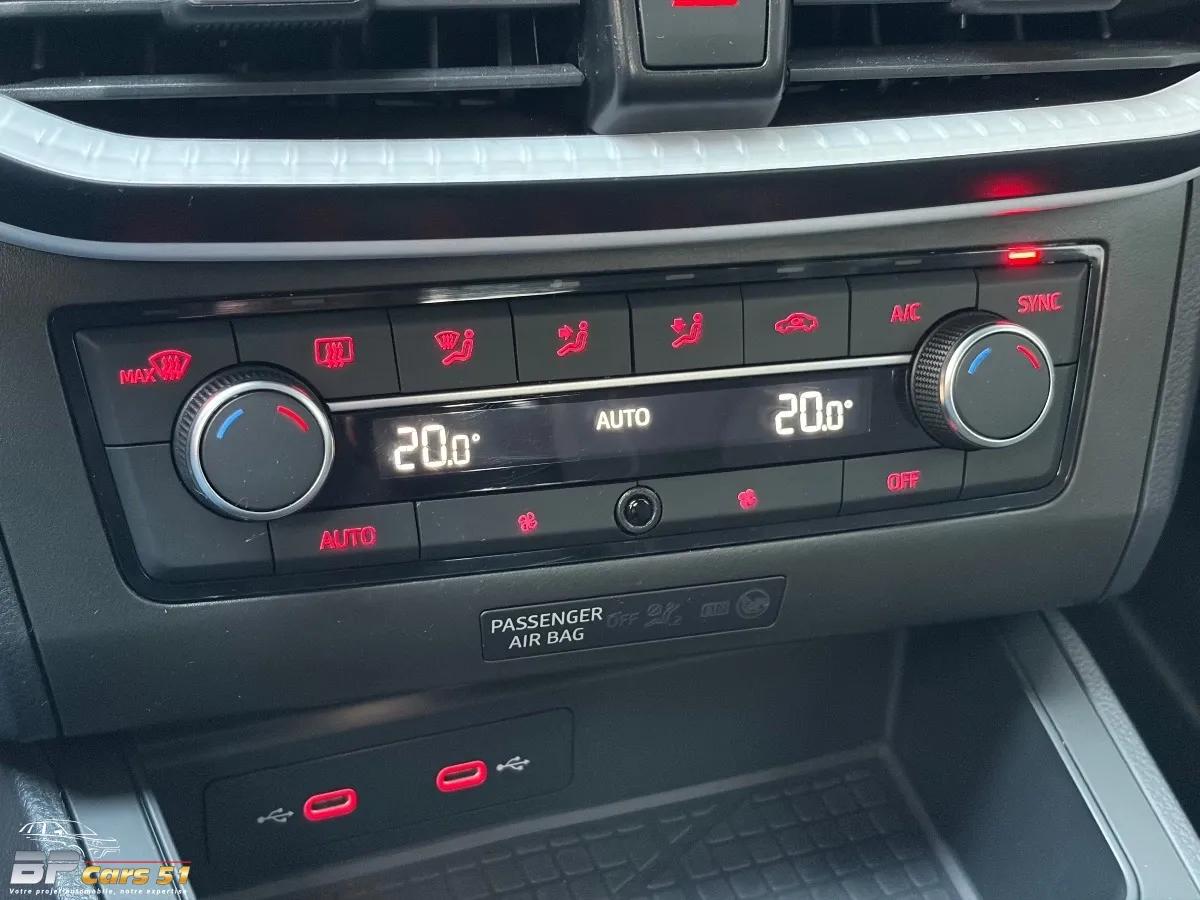 MAX
A/C
SYNC
20.0°
AUTO
20.0°
AUTO
OFF
PASSENGER
AIR BAG
OFF
BP Cars 51
Votre projet automobile, notre expertise